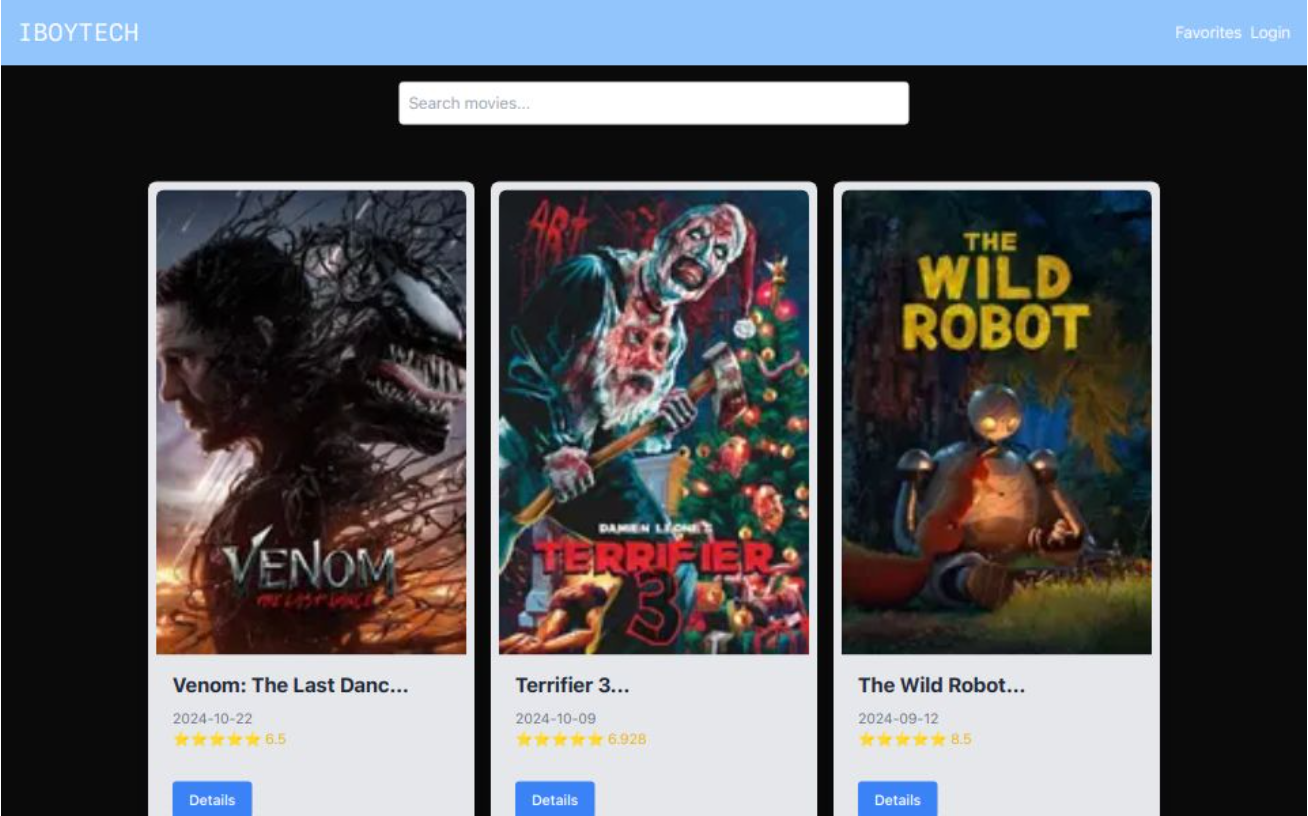 IBOYTECH
Favorites Login
Search movies...
ART
VENOM
THE LAST DANCE
DAMIEN LEONE'S
TERRIFIER
3
THE
WILD
ROBOT
Venom: The Last Danc...
2024-10-22
⭐⭐⭐⭐⭐ 6.5
Details
Terrifier 3...
2024-10-09
⭐⭐⭐⭐⭐ 6.928
Details
The Wild Robot...
2024-09-12
⭐⭐⭐⭐⭐ 8.5
Details